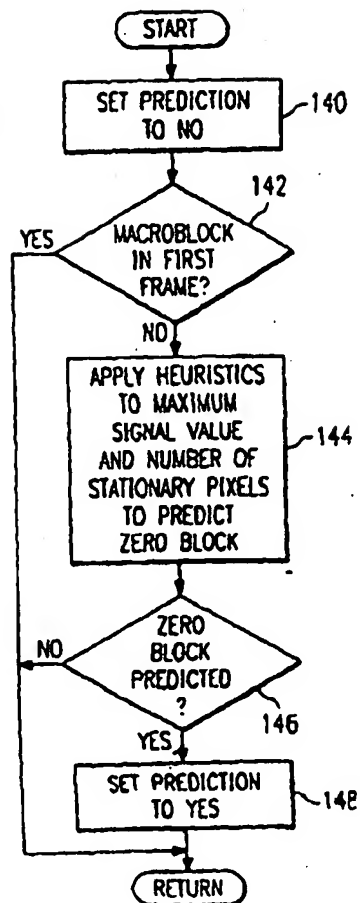 START
SET PREDICTION
TO NO
140
142
YES
MACROBLOCK
IN FIRST
FRAME?
NO
APPLY HEURISTICS
TO MAXIMUM
SIGNAL VALUE
AND NUMBER OF
STATIONARY PIXELS
TO PREDICT
ZERO BLOCK
144
NO
ZERO
BLOCK
PREDICTED
?
146
YES
SET PREDICTION
TO YES
148
RETURN